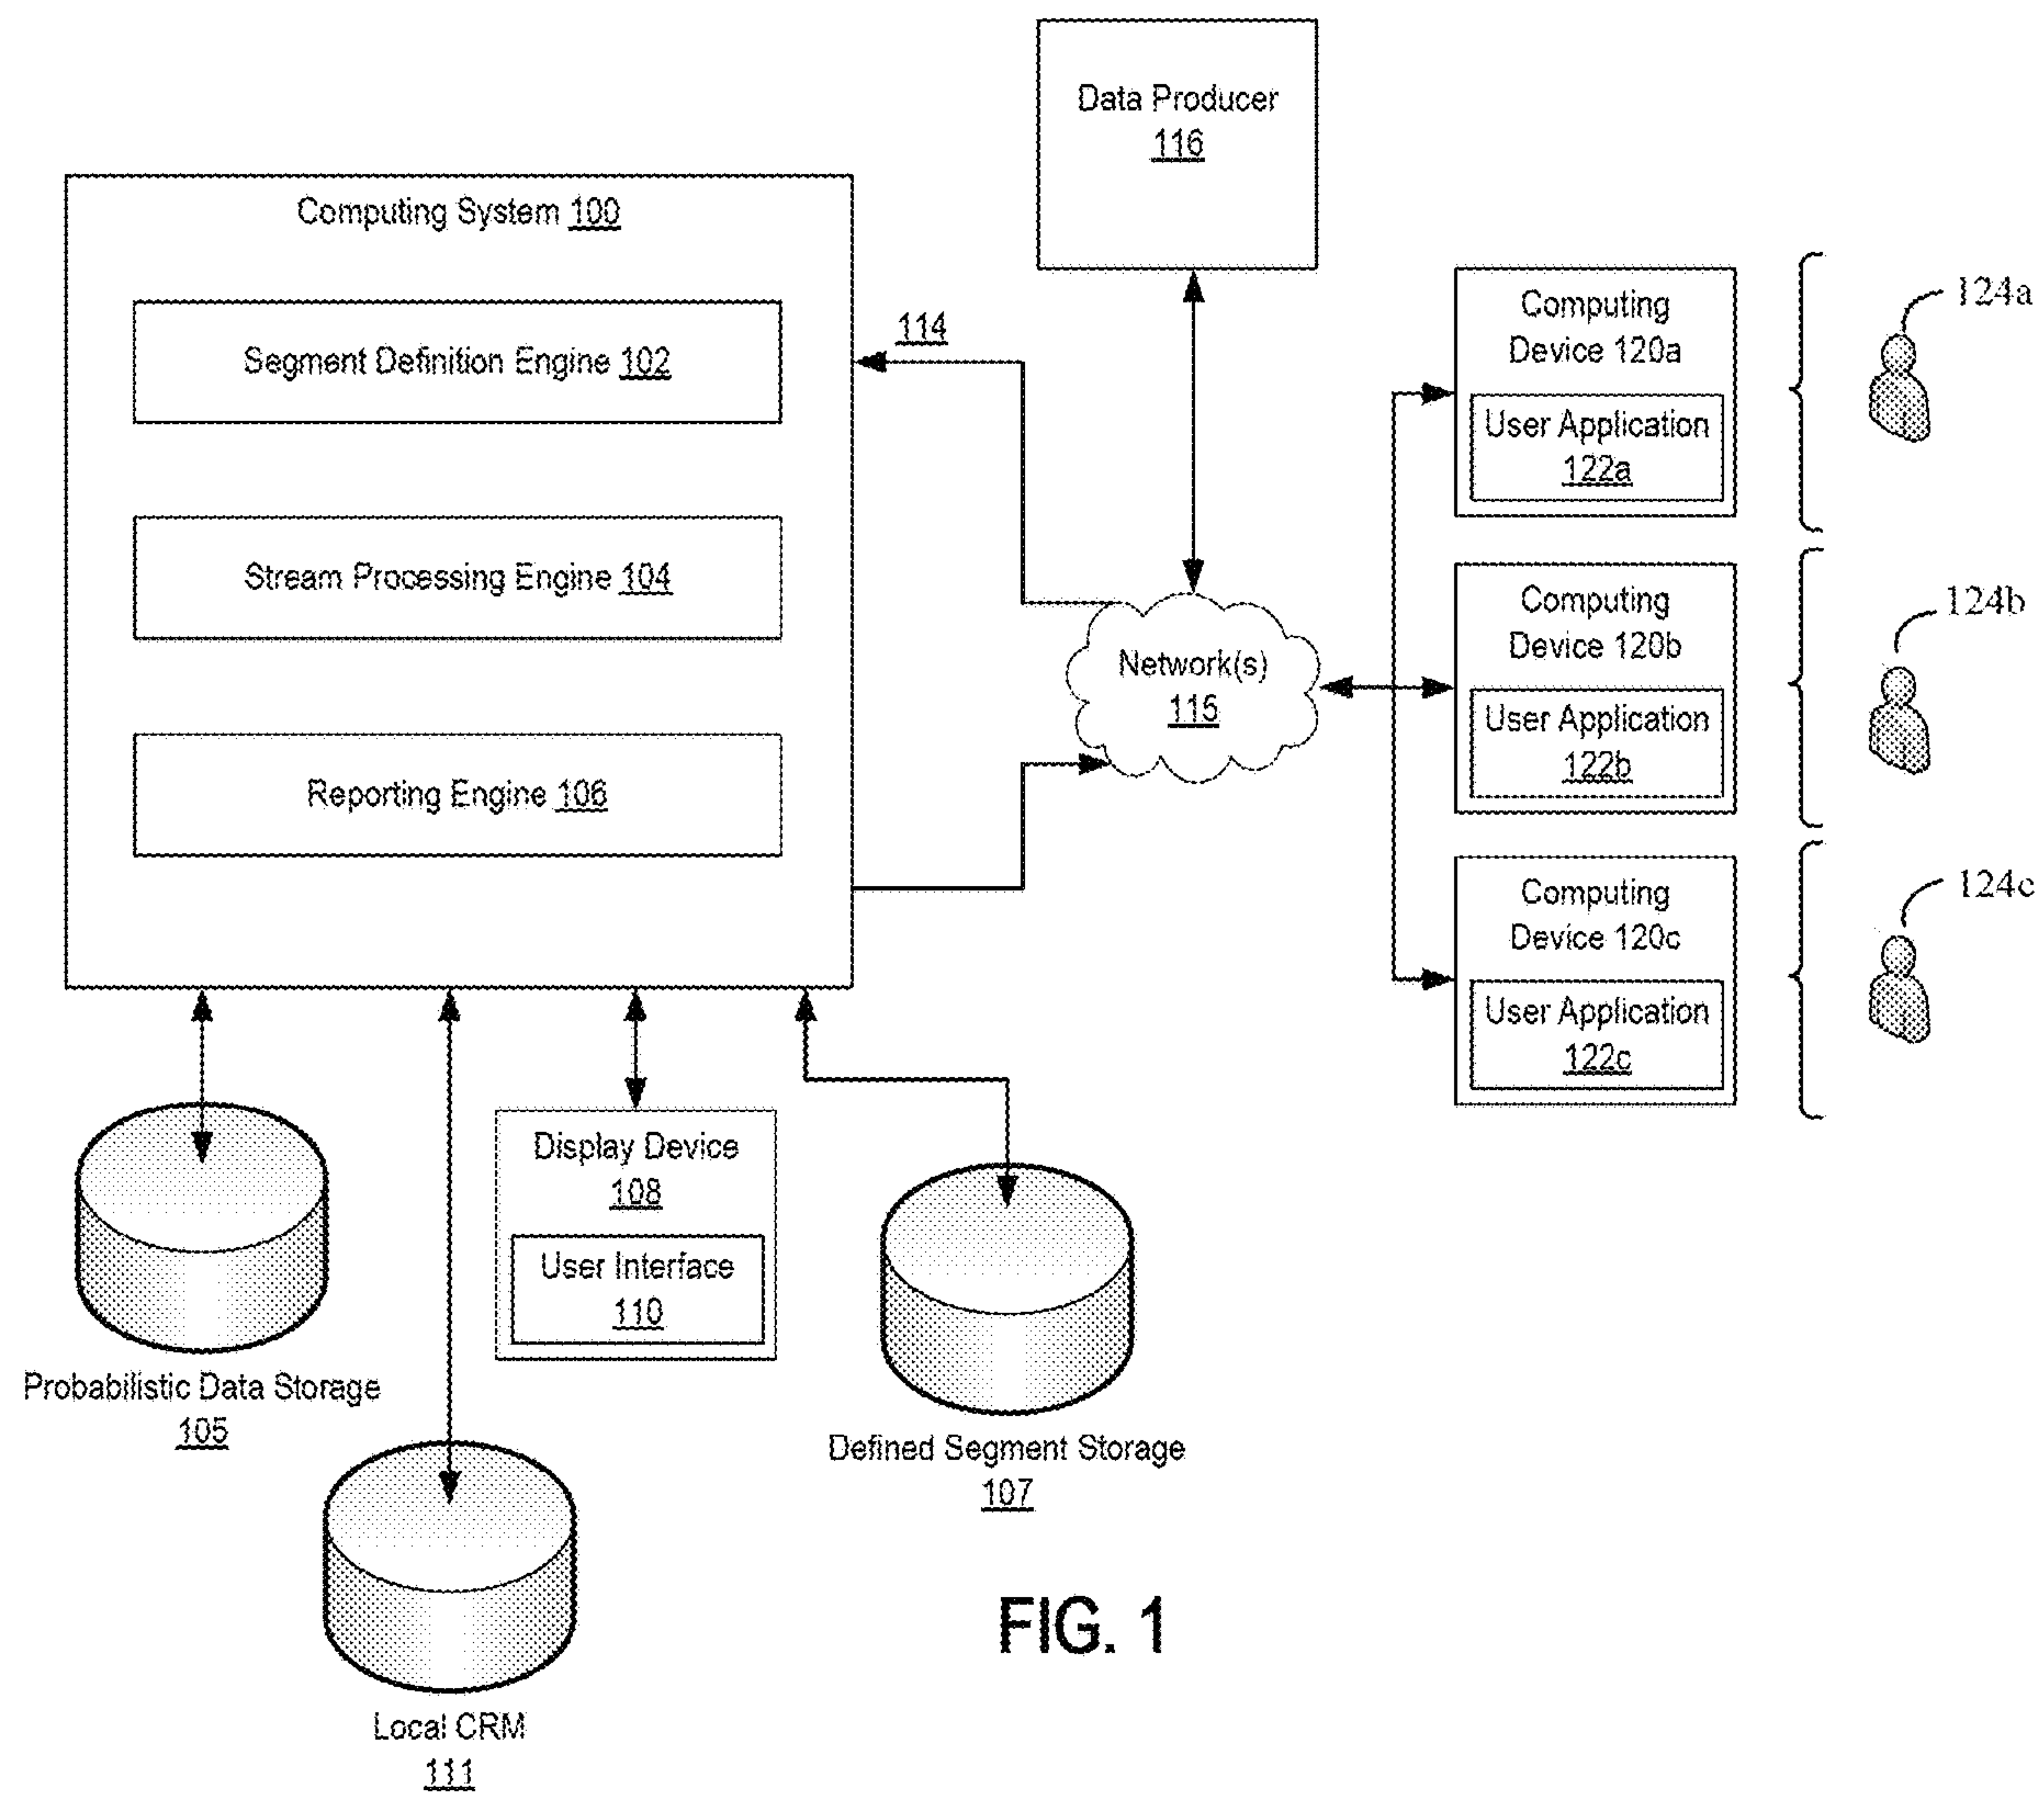 Data Producer
116
Computing System 100
Segment Definition Engine 102
Stream Processing Engine 104
Reporting Engine 106
114
Network(s)
115
Computing
Device 120a
User Application
122a
124a
Computing
Device 120b
User Application
122b
124b
Computing
Device 120c
User Application
122c
124c
Display Device
108
User Interface
110
Probabilistic Data Storage
105
Defined Segment Storage
107
Local CRM
111
FIG. 1